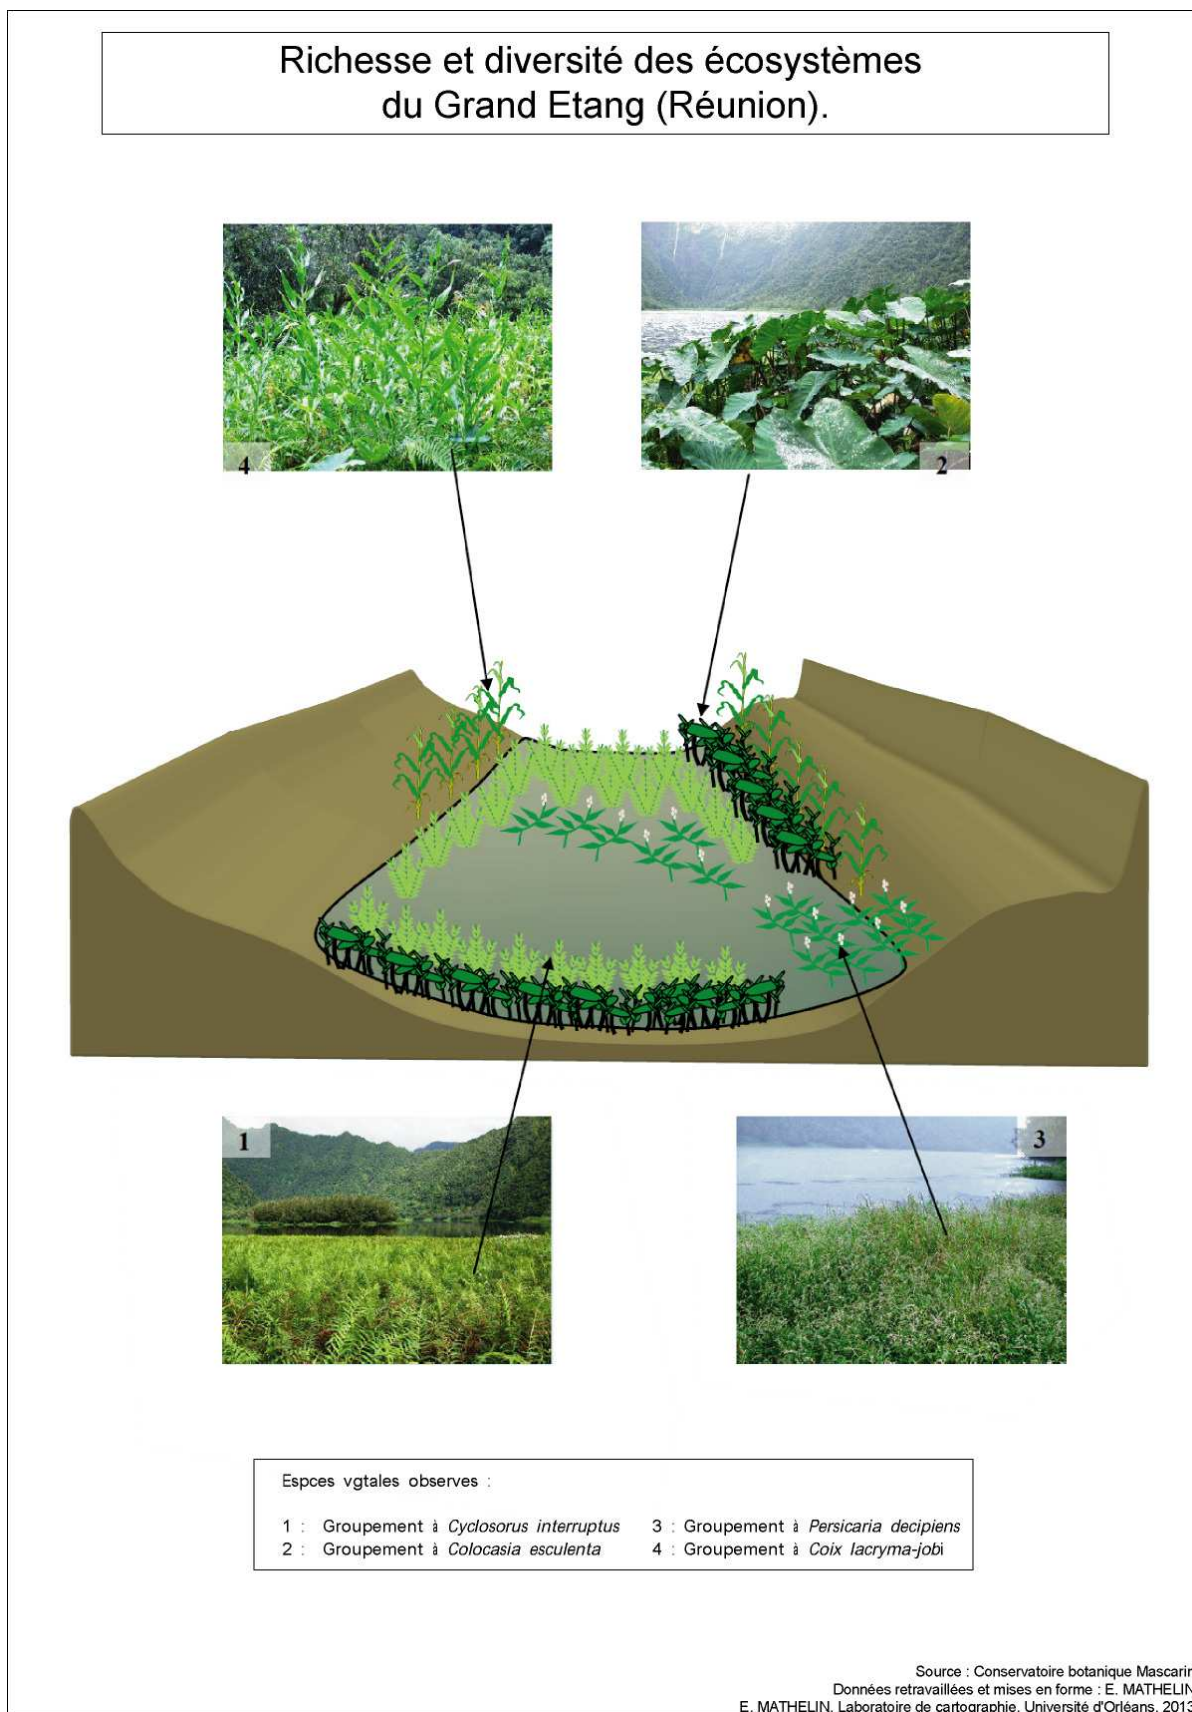 Richesse et diversité des écosystèmes
du Grand Etang (Réunion).
4
2
1
3
Espces vgtales observes :
1 : Groupement à Cyclosorus interruptus
2 : Groupement à Colocasia esculenta
3 : Groupement à Persicaria decipiens
4 : Groupement à Coix lacryma-jobi
Source : Conservatoire botanique Mascarin
Données retravaillées et mises en forme : E. MATHELIN
E. MATHELIN, Laboratoire de cartographie, Université d'Orléans, 2013